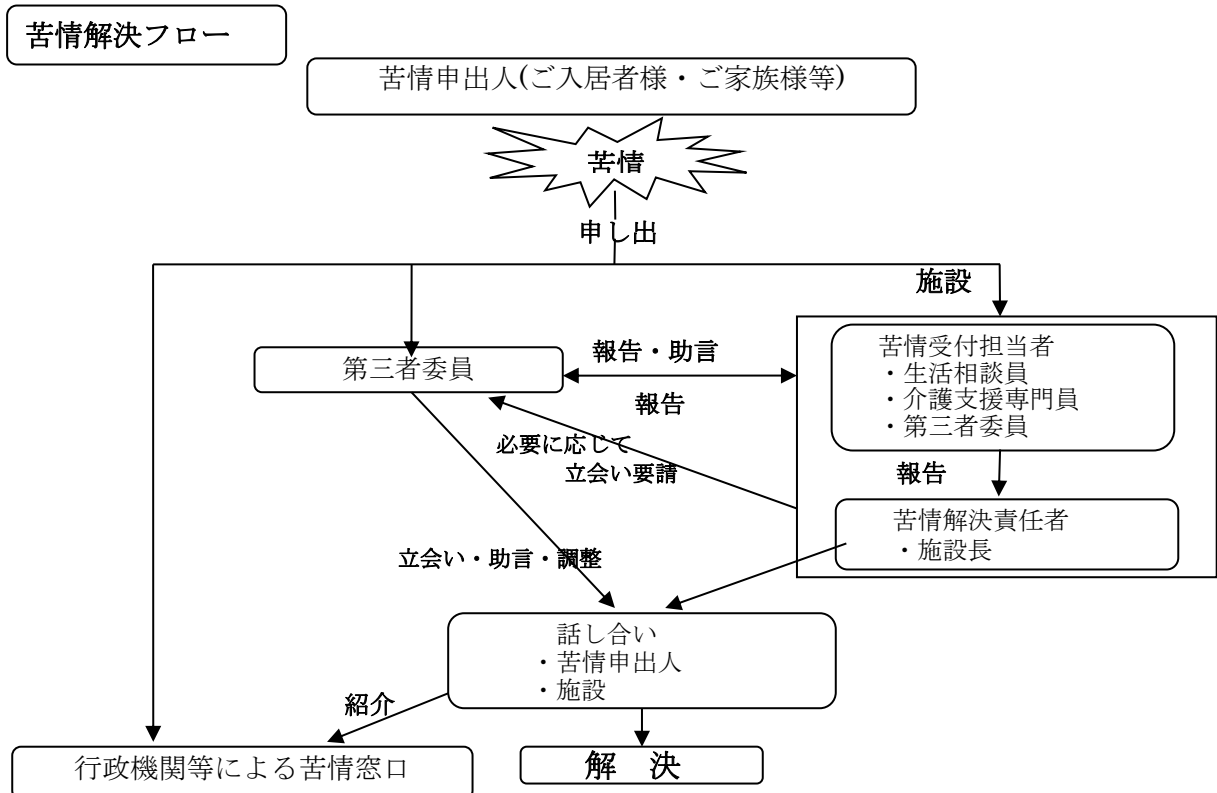 苦情解決フロー
苦情申出人(ご入居者様・ご家族様等)
苦情
申し出
施設
第三者委員
報告・助言
報告
必要に応じて
立会い要請
苦情受付担当者
・生活相談員
・介護支援専門員
・第三者委員
報告
苦情解決責任者
・施設長
立会い・助言・調整
話し合い
・苦情申出人
・施設
紹介
行政機関等による苦情窓口
解　決